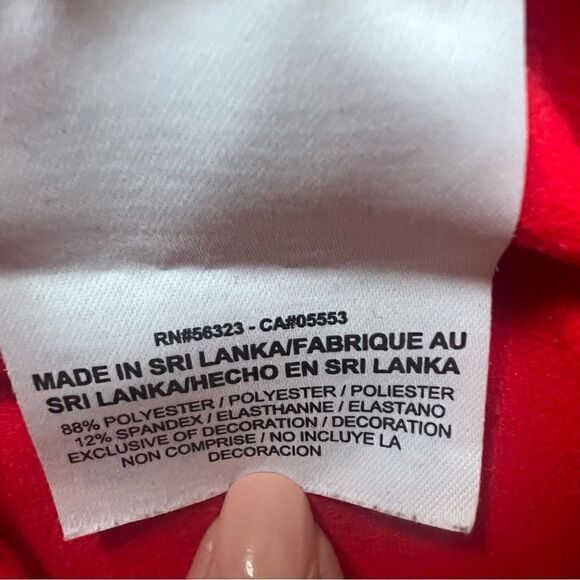 RN#56323 - CA#05553
MADE IN SRI LANKA/FABRIQUE AU
SRI LANKA/HECHO EN SRI LANKA
88% POLYESTER / POLYESTER / POLIESTER
12% SPANDEX / ELASTHANNE / ELASTANO
EXCLUSIVE OF DECORATION / DECORATION
NON COMPRISE / NO INCLUYE LA
DECORACION